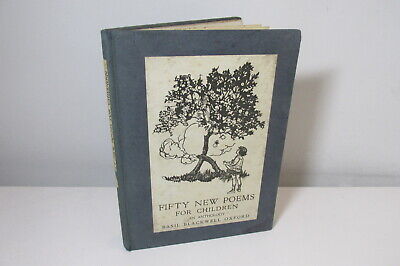 FIFTY NEW POEMS
FOR CHILDREN
AN ANTHOLOGY
BASIL BLACKWELL OXFORD